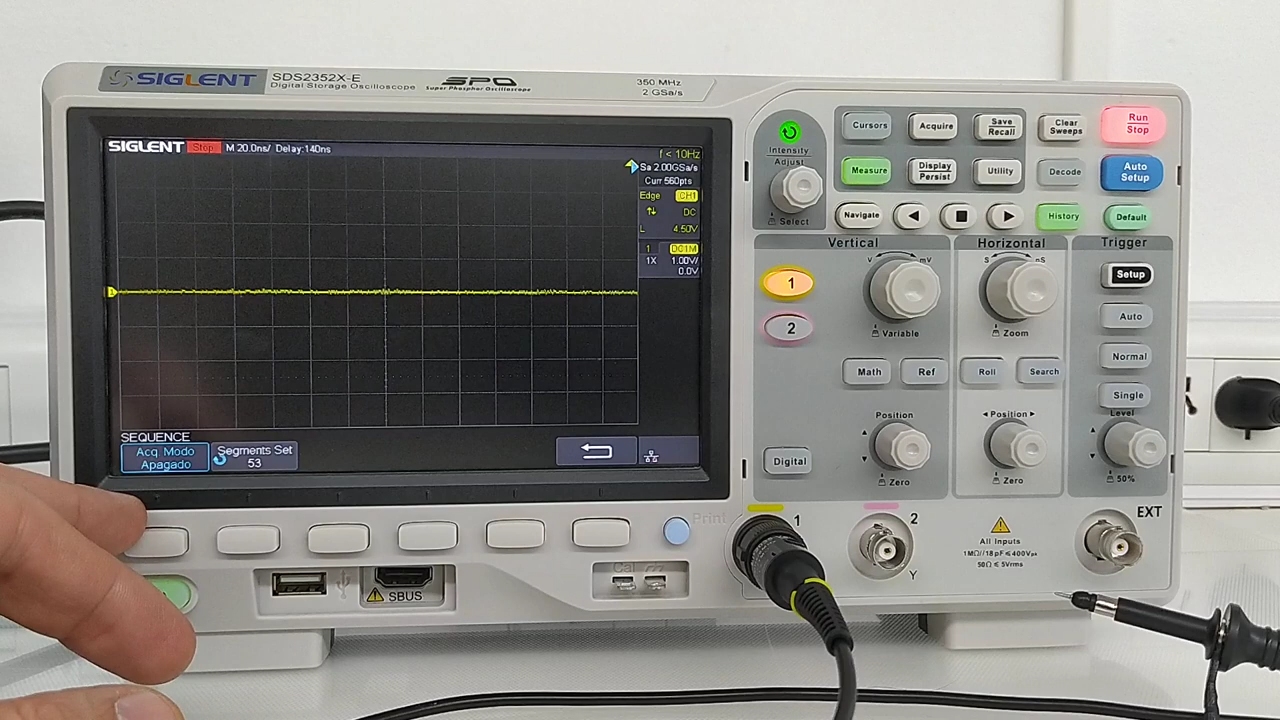 SIGLENT
SDS2352X-E
Digital Storage Oscilloscope
SPO
Super Phosphor Oscilloscope
350 MHz
2 GSa/s
SIGLENT Stop M 20.0ns/ Delay:140ns
f < 10Hz
Sa 2.00GSa/s
Curr 560pts
Edge CH1
DC
L 4.50V
1 DC1M
1X 1.00V/
0.0V
1
SEQUENCE
Acq Modo
Apagado
Segments Set
53
Print
SBUS
Cal
Intensity
Adjust
Select
Cursors
Acquire
Save
Recall
Clear
Sweeps
Run
Stop
Measure
Display
Persist
Utility
Decode
Auto
Setup
Navigate
History
Default
Vertical
Horizontal
Trigger
V mV
S nS
Setup
1
2
Variable
Zoom
Auto
Math
Ref
Roll
Search
Normal
Single
Position
Position
Level
Digital
Zero
Zero
50%
1
2
EXT
Y
All Inputs
1MΩ//18pF ≤400Vpk
50Ω ≤ 5Vrms